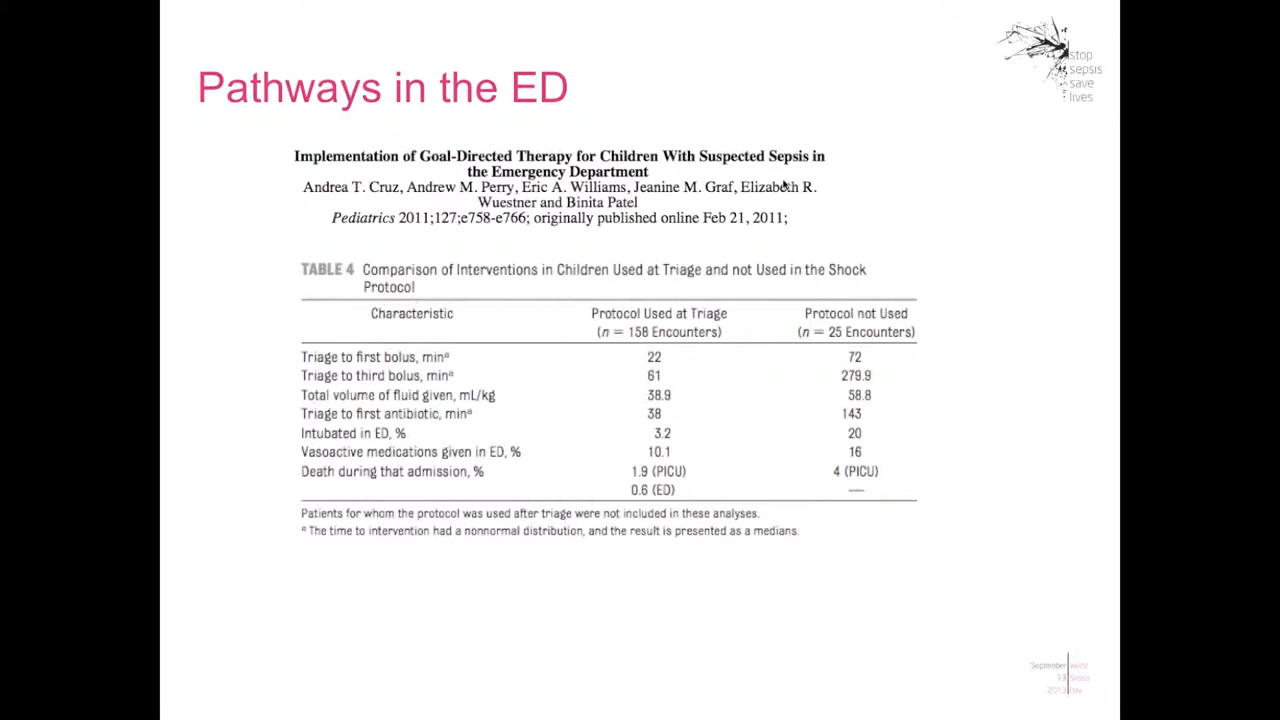 stop
sepsis
save
lives
Pathways in the ED
Implementation of Goal-Directed Therapy for Children With Suspected Sepsis in
the Emergency Department
Andrea T. Cruz, Andrew M. Perry, Eric A. Williams, Jeanine M. Graf, Elizabeth R.
Wuestner and Binita Patel
Pediatrics 2011;127;e758-e766; originally published online Feb 21, 2011;
TABLE 4 Comparison of Interventions in Children Used at Triage and not Used in the Shock
Protocol
Characteristic Protocol Used at Triage Protocol not Used
(n = 158 Encounters) (n = 25 Encounters)
Triage to first bolus, minᵃ 22 72
Triage to third bolus, minᵃ 61 279.9
Total volume of fluid given, mL/kg 38.9 58.8
Triage to first antibiotic, minᵃ 38 143
Intubated in ED, % 3.2 20
Vasoactive medications given in ED, % 10.1 16
Death during that admission, % 1.9 (PICU) 4 (PICU)
0.6 (ED) —
Patients for whom the protocol was used after triage were not included in these analyses.
ᵃ The time to intervention had a nonnormal distribution, and the result is presented as a medians.
September world
13 Sepsis
2013 Day